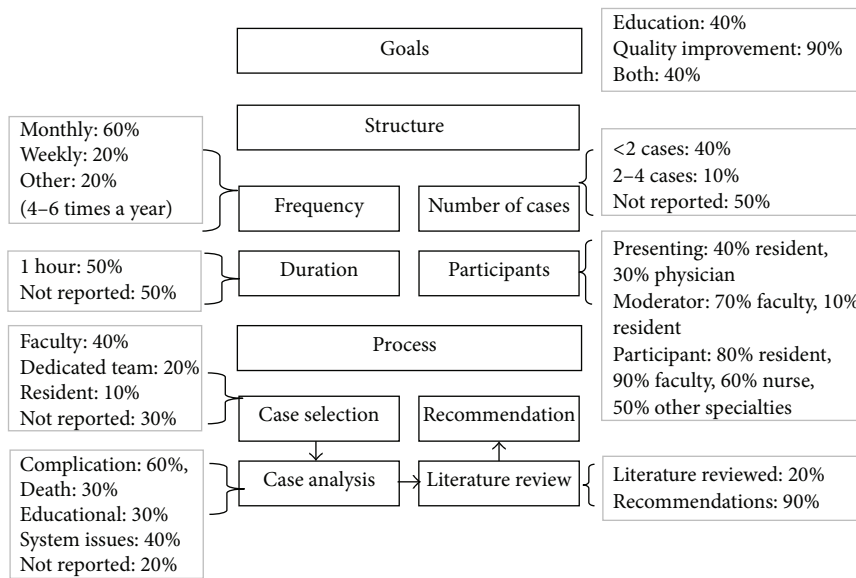 Goals
Education: 40%
Quality improvement: 90%
Both: 40%
Structure
Monthly: 60%
Weekly: 20%
Other: 20%
(4–6 times a year)
Frequency
Number of cases
<2 cases: 40%
2–4 cases: 10%
Not reported: 50%
1 hour: 50%
Not reported: 50%
Duration
Participants
Presenting: 40% resident,
30% physician
Moderator: 70% faculty, 10%
resident
Participant: 80% resident,
90% faculty, 60% nurse,
50% other specialties
Process
Faculty: 40%
Dedicated team: 20%
Resident: 10%
Not reported: 30%
Case selection
Recommendation
Complication: 60%,
Death: 30%
Educational: 30%
System issues: 40%
Not reported: 20%
Case analysis
Literature review
Literature reviewed: 20%
Recommendations: 90%